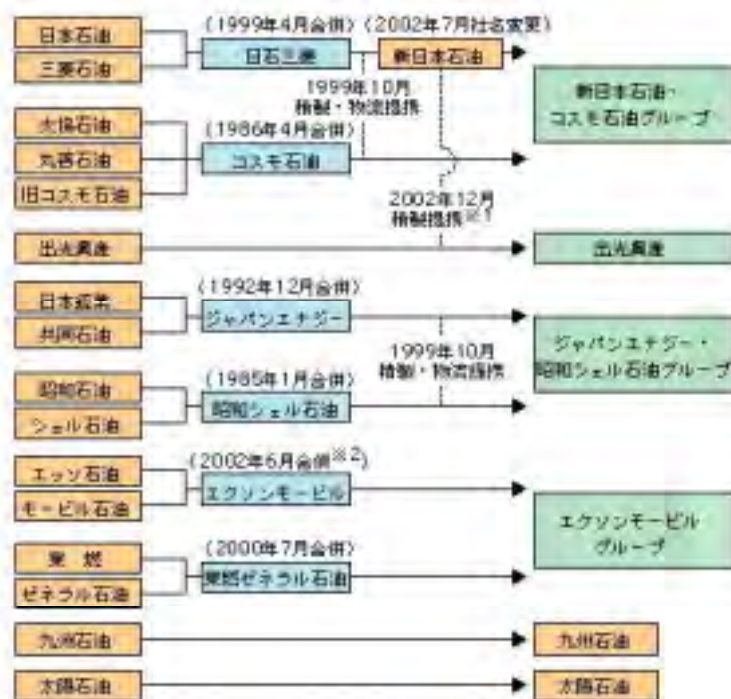 日本石油
(1999年4月合併)
(2002年7月社名変更)
日石三菱
新日本石油
三菱石油
1999年10月
精製・物流提携
新日本石油・
コスモ石油グループ
大協石油
(1986年4月合併)
丸善石油
コスモ石油
旧コスモ石油
2002年12月
精製提携※1
出光興産
出光興産
日本鉱業
(1992年12月合併)
ジャパンエナジー
共同石油
1999年10月
精製・物流提携
ジャパンエナジー・
昭和シェル石油グループ
昭和石油
(1985年1月合併)
昭和シェル石油
シェル石油
エッソ石油
(2002年6月合併※2)
エクソンモービル
モービル石油
エクソンモービル
グループ
東 燃
(2000年7月合併)
東燃ゼネラル石油
ゼネラル石油
九州石油
九州石油
太陽石油
太陽石油